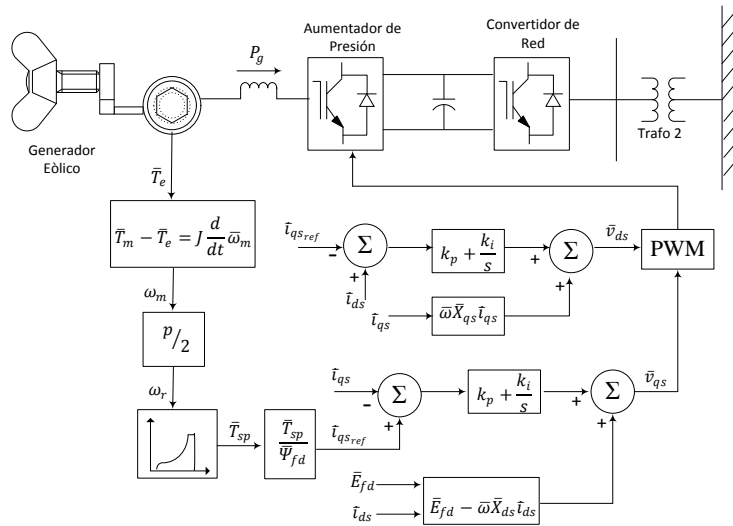 Aumentador de
Presión
Convertidor de
Red
P_g
Generador
Eòlico
Trafo 2
T̄_e
T̄_m − T̄_e = J d/dt ω̄_m
ω_m
p/2
ω_r
T̄_sp
T̄_sp / Ψ̄_fd
î_qs_ref
î_qs_ref
-
+
Σ
î_ds
k_p + k_i/s
+
+
Σ
v̄_ds
PWM
î_qs
ω̄X̄_qs î_qs
î_qs
-
+
Σ
k_p + k_i/s
+
+
Σ
v̄_qs
Ē_fd
î_ds
Ē_fd − ω̄X̄_ds î_ds